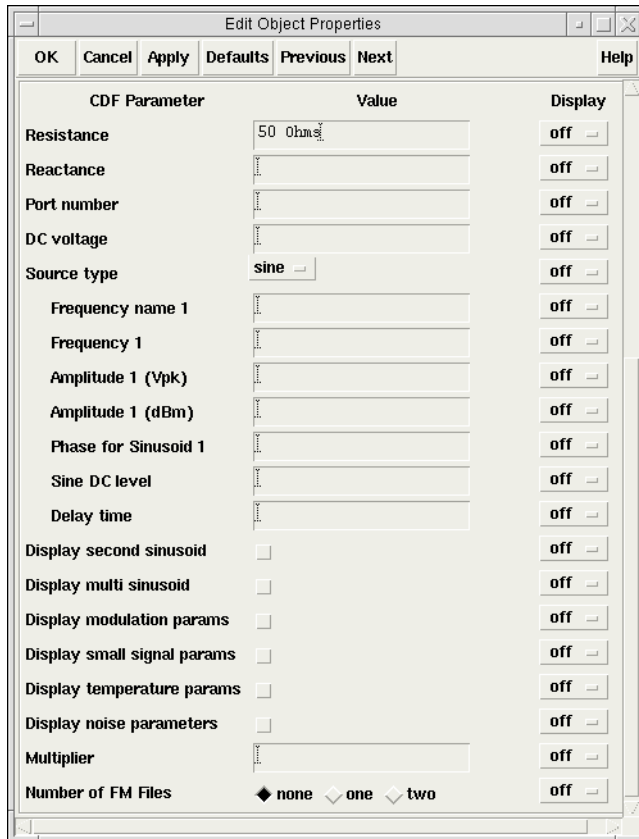 Edit Object Properties
OK Cancel Apply Defaults Previous Next Help
CDF Parameter Value Display
Resistance 50 Ohms off
Reactance off
Port number off
DC voltage off
Source type sine off
Frequency name 1 off
Frequency 1 off
Amplitude 1 (Vpk) off
Amplitude 1 (dBm) off
Phase for Sinusoid 1 off
Sine DC level off
Delay time off
Display second sinusoid off
Display multi sinusoid off
Display modulation params off
Display small signal params off
Display temperature params off
Display noise parameters off
Multiplier off
Number of FM Files none one two off